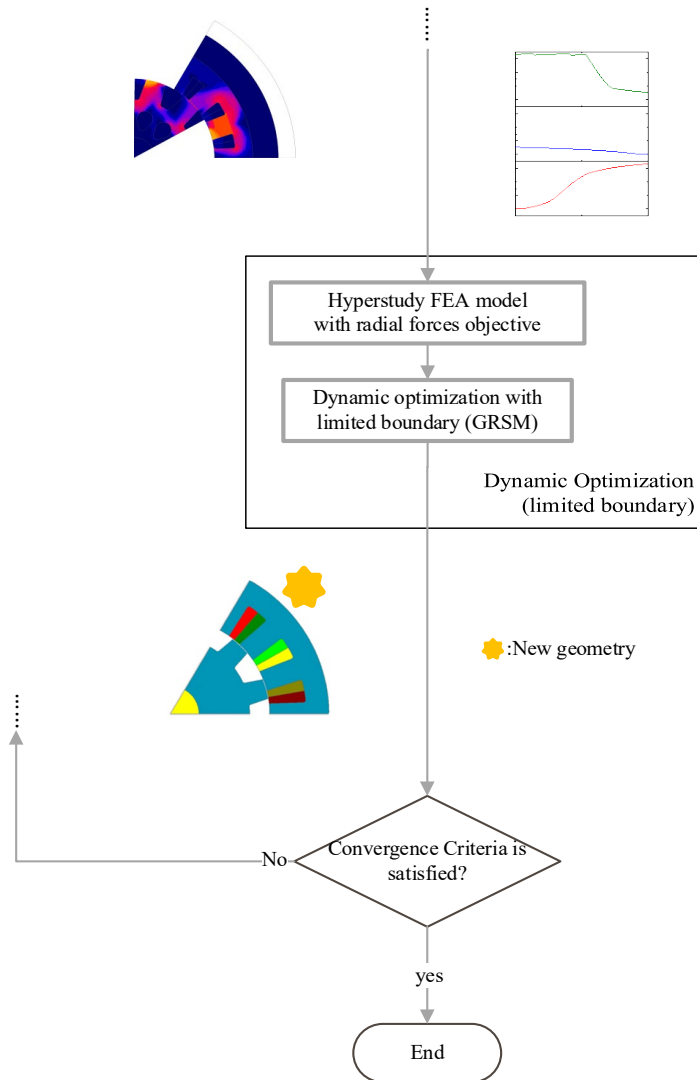 Hyperstudy FEA model
with radial forces objective
Dynamic optimization with
limited boundary (GRSM)
Dynamic Optimization
(limited boundary)
:New geometry
Convergence Criteria is
satisfied?
No
yes
End